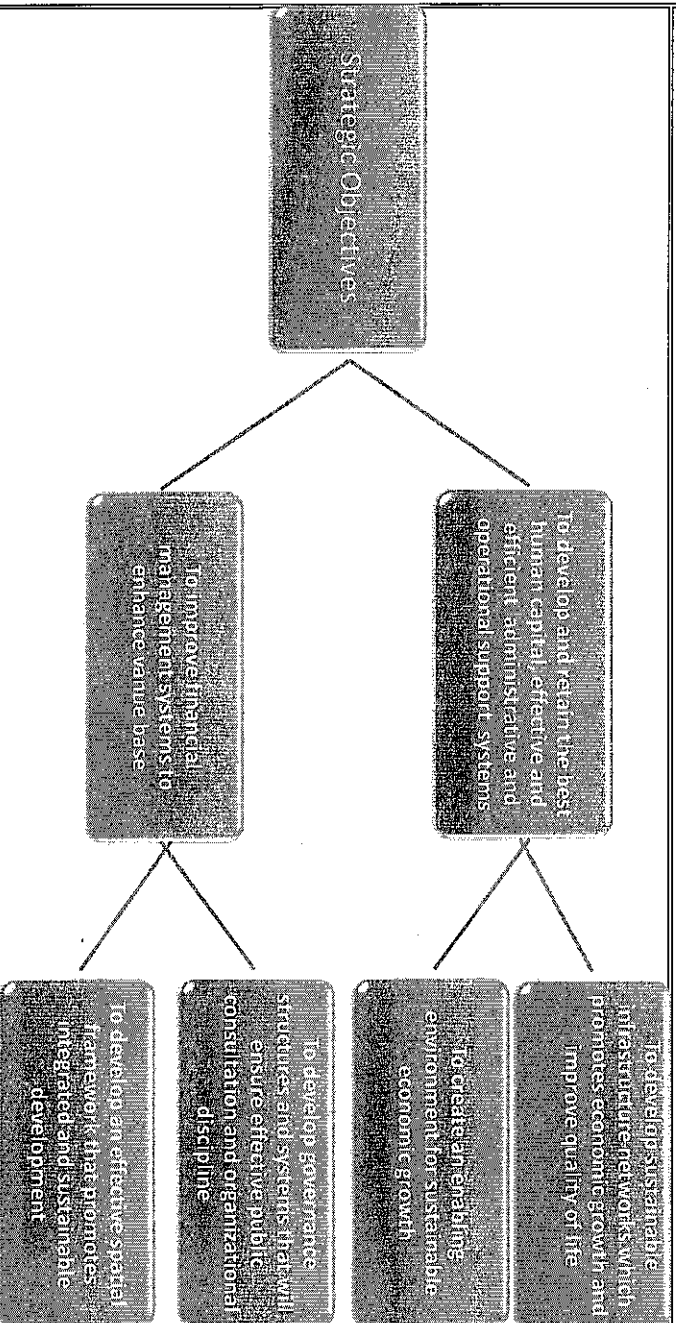 Strategic Objectives
To develop and retain the best
human capital, effective and
efficient administrative and
operational support systems
To improve financial
management systems to
enhance venue base
To develop sustainable
infrastructure networks which
promotes economic growth and
improve quality of life
To create an enabling
environment for sustainable
economic growth
To develop governance
structures and systems that will
ensure effective public
consultation and organizational
discipline
To develop an effective spatial
framework that promotes
integrated and sustainable
development